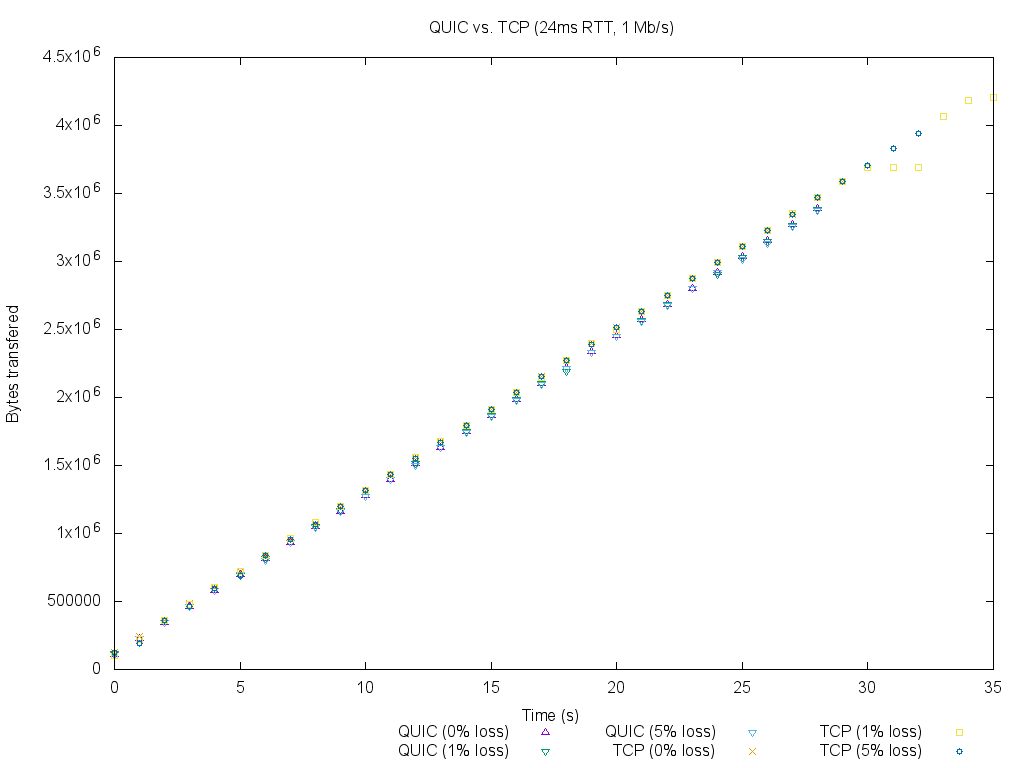 QUIC vs. TCP (24ms RTT, 1 Mb/s)
4.5x10^6
4x10^6
3.5x10^6
3x10^6
2.5x10^6
2x10^6
1.5x10^6
1x10^6
500000
0
Bytes transfered
0 5 10 15 20 25 30 35
Time (s)
QUIC (0% loss) QUIC (5% loss) TCP (1% loss)
QUIC (1% loss) TCP (0% loss) TCP (5% loss)